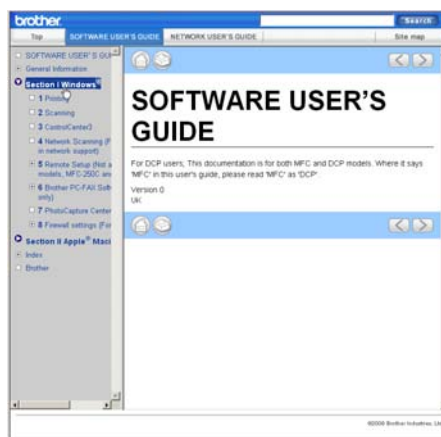 brother
Search
Top
SOFTWARE USER'S GUIDE
NETWORK USER'S GUIDE
Site map
SOFTWARE USER'S GUI
General Information
Section I Windows®
1 Printing
2 Scanning
3 ControlCenter3
4 Network Scanning (F
in network support)
5 Remote Setup (Not a
models, MFC-250C an
6 Brother PC-FAX Soft
only)
7 PhotoCapture Center
8 Firewall settings (For
Section II Apple® Maci
Index
Brother
SOFTWARE USER'S
GUIDE
For DCP users; This documentation is for both MFC and DCP models. Where it says
'MFC' in this user's guide, please read 'MFC' as 'DCP'.
Version 0
UK
Brother Industries, Ltd